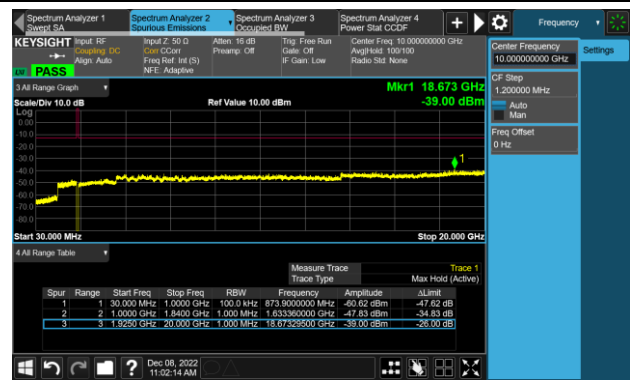 Spectrum Analyzer 1
Swept SA
Spectrum Analyzer 2
Spurious Emissions
Spectrum Analyzer 3
Occupied BW
Spectrum Analyzer 4
Power Stat CCDF
Frequency
KEYSIGHT
Input: RF
Coupling: DC
Align: Auto
Input Z: 50 Ω
Corr CCorr
Freq Ref: Int (S)
NFE: Adaptive
Atten: 16 dB
Preamp: Off
Trig: Free Run
Gate: Off
IF Gain: Low
Center Freq: 10.000000000 GHz
Avg|Hold: 100/100
Radio Std: None
PASS
Center Frequency
10.000000000 GHz
Settings
CF Step
1.200000 MHz
Auto
Man
Freq Offset
0 Hz
3 All Range Graph
Mkr1 18.673 GHz
Scale/Div 10.0 dB
Ref Value 10.00 dBm
-39.00 dBm
Log
0.00
-10.0
-20.0
-30.0
-40.0
-50.0
-60.0
-70.0
-80.0
1
Start 30.000 MHz
Stop 20.000 GHz
4 All Range Table
Measure Trace Trace 1
Trace Type Max Hold (Active)
Spur Range Start Freq Stop Freq RBW Frequency Amplitude ΔLimit
1 1 30.000 MHz 1.0000 GHz 100.0 kHz 873.9000000 MHz -60.62 dBm -47.62 dB
2 2 1.0000 GHz 1.8400 GHz 1.000 MHz 1.633360000 GHz -47.83 dBm -34.83 dB
3 3 1.9250 GHz 20.000 GHz 1.000 MHz 18.67329500 GHz -39.00 dBm -26.00 dB
Dec 08, 2022
11:02:14 AM